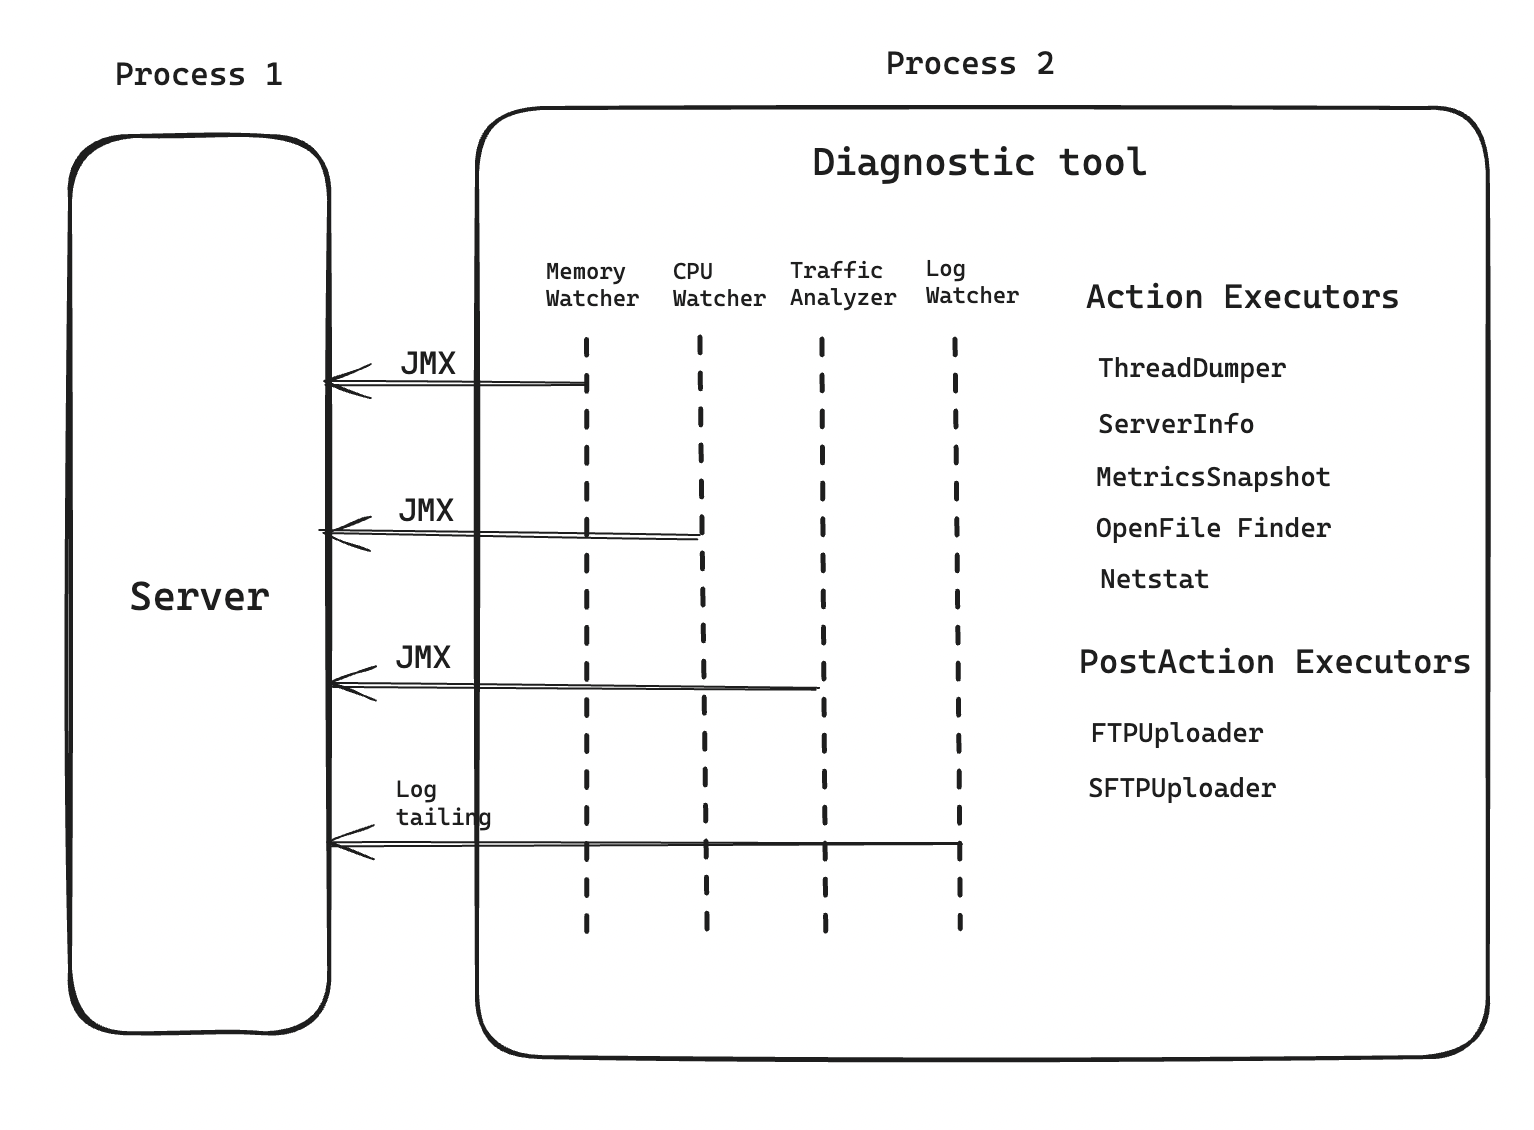 Process 1
Process 2
Diagnostic tool
Memory
Watcher
CPU
Watcher
Traffic
Analyzer
Log
Watcher
Action Executors
ThreadDumper
ServerInfo
MetricsSnapshot
OpenFile Finder
Netstat
PostAction Executors
FTPUploader
SFTPUploader
JMX
JMX
JMX
Log
tailing
Server